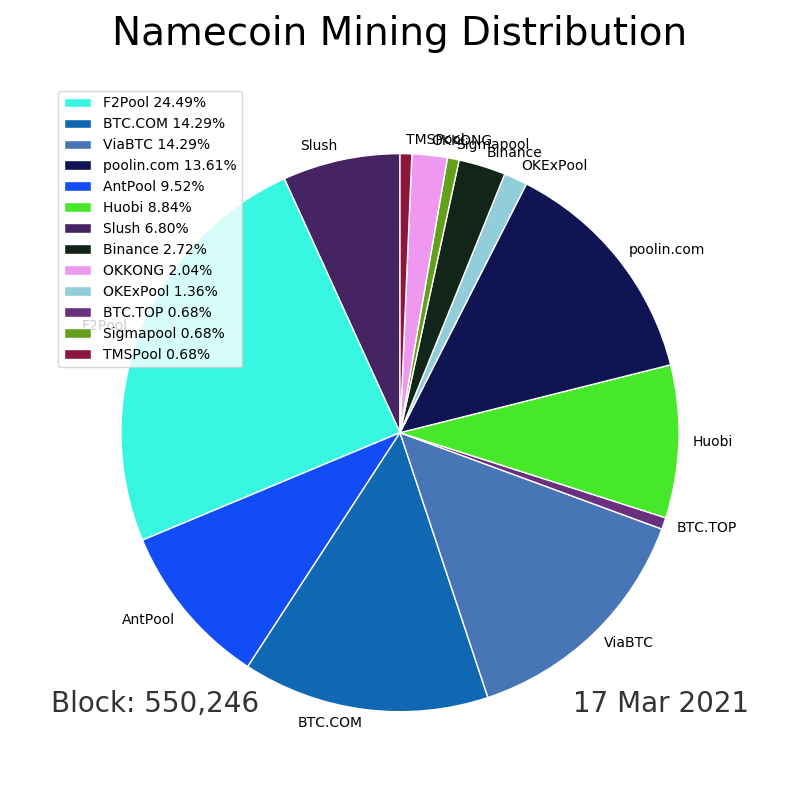 Namecoin Mining Distribution
F2Pool 24.49%
BTC.COM 14.29%
ViaBTC 14.29%
poolin.com 13.61%
AntPool 9.52%
Huobi 8.84%
Slush 6.80%
Binance 2.72%
OKKONG 2.04%
OKExPool 1.36%
BTC.TOP 0.68%
Sigmapool 0.68%
TMSPool 0.68%
Slush
TMSPool
OKKONG
Sigmapool
Binance
OKExPool
poolin.com
F2Pool
Huobi
BTC.TOP
AntPool
ViaBTC
BTC.COM
Block: 550,246
17 Mar 2021